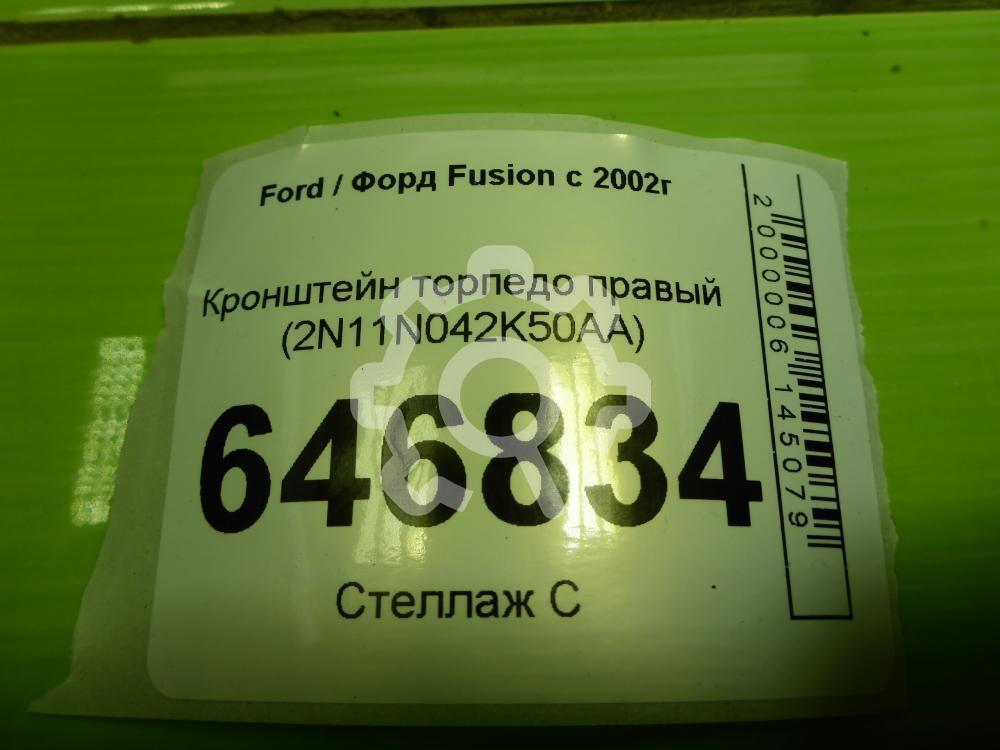 Ford / Форд Fusion с 2002г
Кронштейн торпедо правый
(2N11N042K50AA)
646834
Стеллаж С
2000006145079